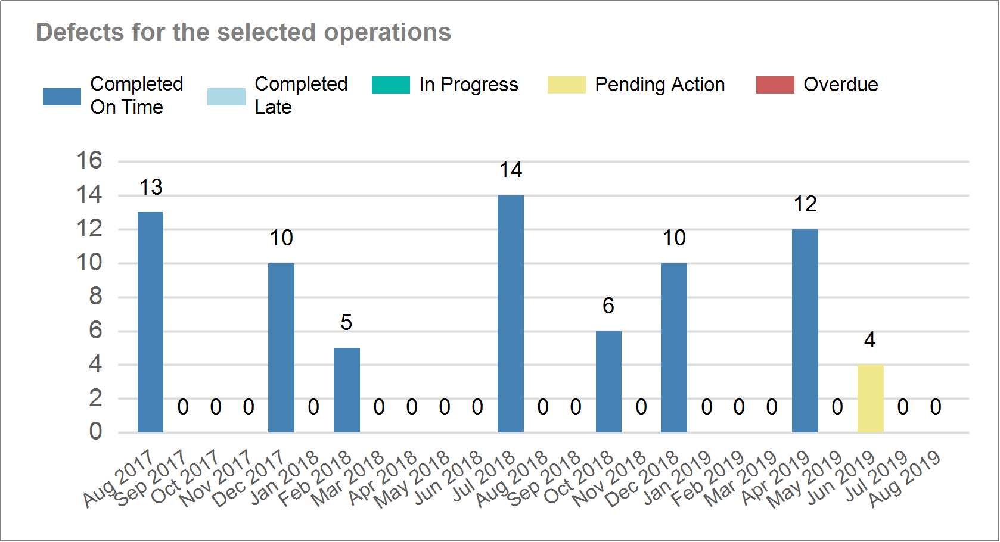 Defects for the selected operations
Completed
On Time
Completed
Late
In Progress
Pending Action
Overdue
16
14
12
10
8
6
4
2
0
13
0
0
0
10
0
5
0
0
0
0
14
0
0
6
0
10
0
0
0
12
0
4
0
0
Aug 2017
Sep 2017
Oct 2017
Nov 2017
Dec 2017
Jan 2018
Feb 2018
Mar 2018
Apr 2018
May 2018
Jun 2018
Jul 2018
Aug 2018
Sep 2018
Oct 2018
Nov 2018
Dec 2018
Jan 2019
Feb 2019
Mar 2019
Apr 2019
May 2019
Jun 2019
Jul 2019
Aug 2019